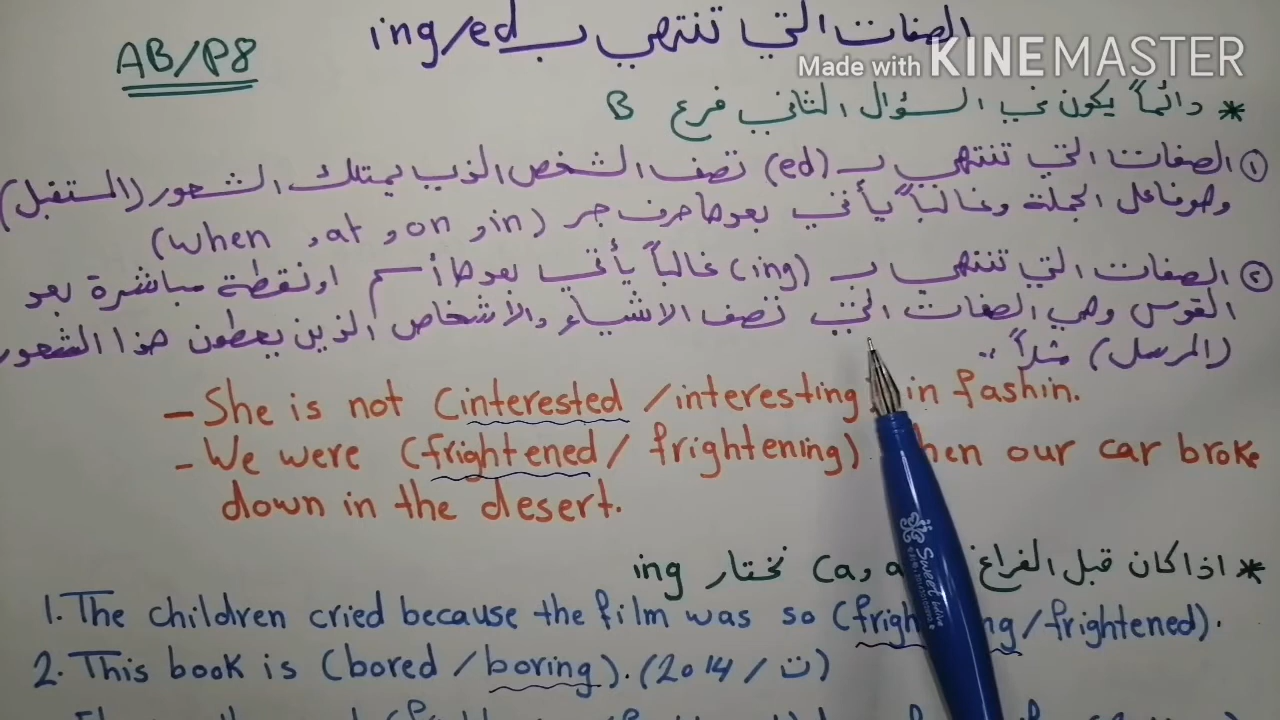 الصفات التي تنتهي بـ ing/ed
Made with KINEMASTER
AB/P8
* دائماً يكون في السؤال الثاني فرع B
① الصفات التي تنتهي بـ (ed) تصف الشخص الذي يمتلك الشعور (المستقبل)
وهو فاعل الجملة وغالباً يأتي بعدها حرف جر (in, on, at, when)
② الصفات التي تنتهي بـ (ing) غالباً يأتي بعدها أسم او نقطة مباشرة بعد
القوس وهي الصفات التي تصف الاشياء والأشخاص الذين يعطون هذا الشعور
(المرسل) مثلاً ..
- She is not (interested / interesting in fashin.
- We were (frightened / frightening) when our car broke
down in the desert.
* اذا كان قبل الفراغ (a, نختار ing
1. The children cried because the film was so (frightening/frightened).
2. This book is (bored / boring). (2014 / ت)